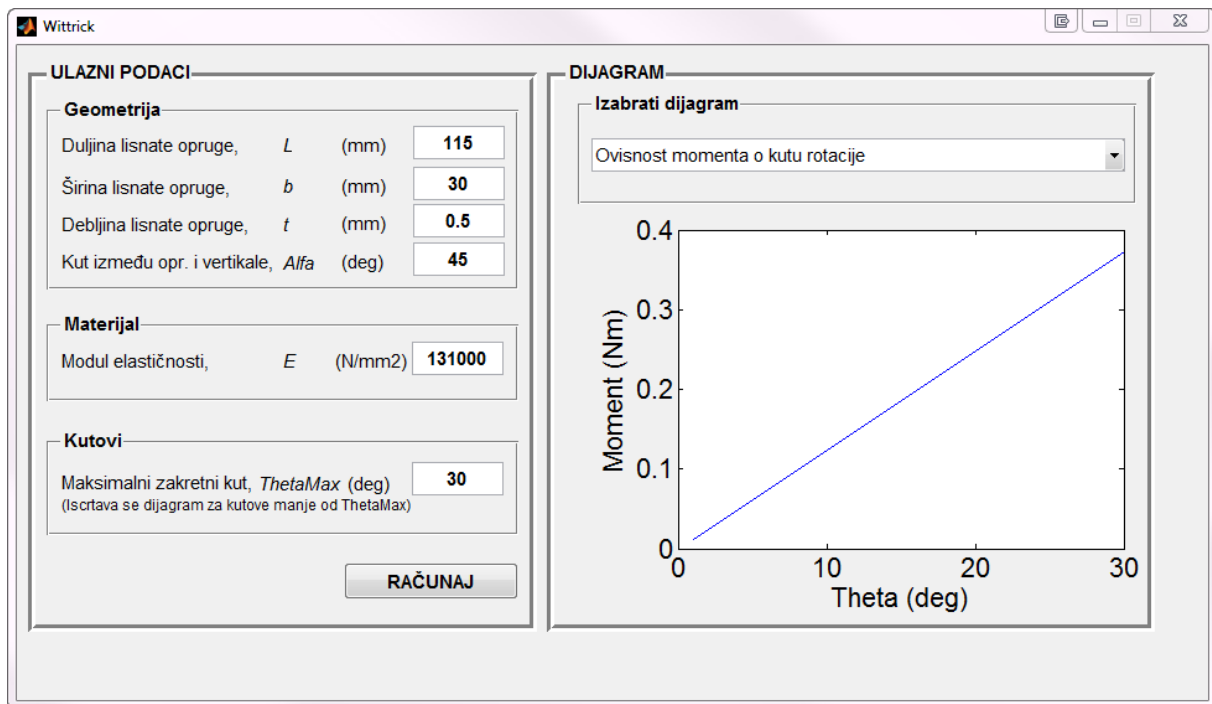 Wittrick
ULAZNI PODACI
Geometrija
Duljina lisnate opruge, L (mm) 115
Širina lisnate opruge, b (mm) 30
Debljina lisnate opruge, t (mm) 0.5
Kut između opr. i vertikale, Alfa (deg) 45
Materijal
Modul elastičnosti, E (N/mm2) 131000
Kutovi
Maksimalni zakretni kut, ThetaMax (deg) 30
(Iscrtava se dijagram za kutove manje od ThetaMax)
RAČUNAJ
DIJAGRAM
Izabrati dijagram
Ovisnost momenta o kutu rotacije
0.4
0.3
0.2
0.1
0
Moment (Nm)
0 10 20 30
Theta (deg)